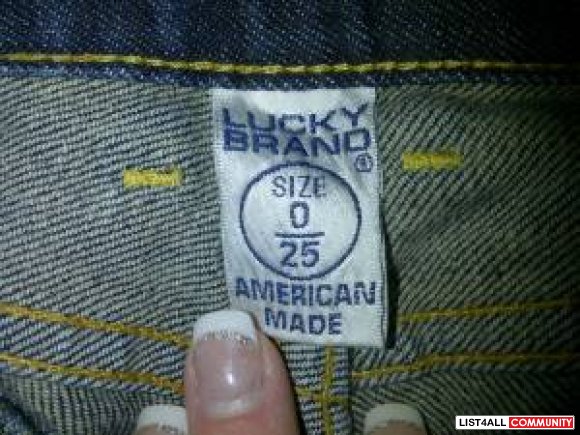 LUCKY
BRAND®
SIZE
0
25
AMERICAN
MADE
LIST4ALL COMMUNITY